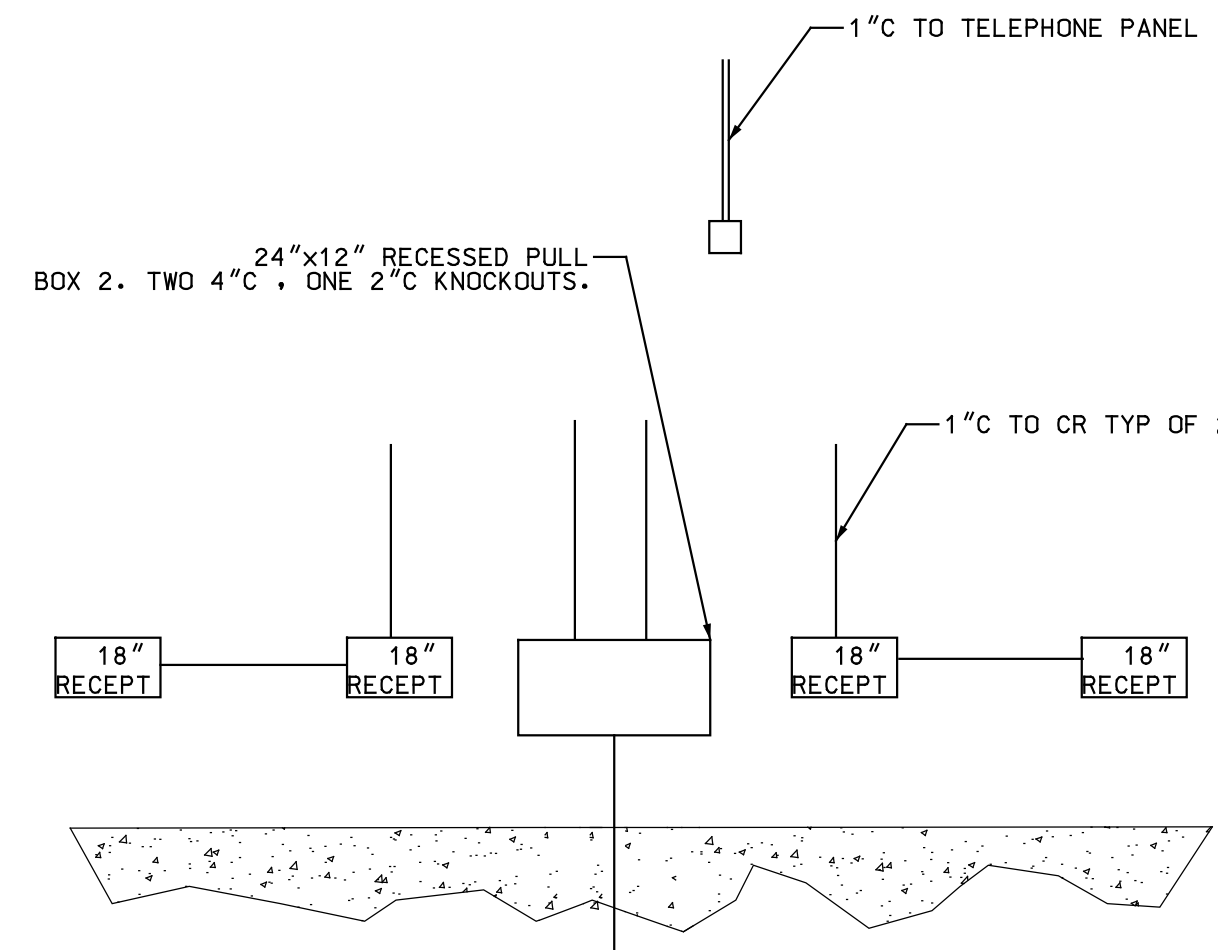 1"C TO TELEPHONE PANEL
24"x12" RECESSED PULL
BOX 2. TWO 4"C , ONE 2"C KNOCKOUTS.
1"C TO CR TYP OF
18"
RECEPT
18"
RECEPT
18"
RECEPT
18"
RECEPT